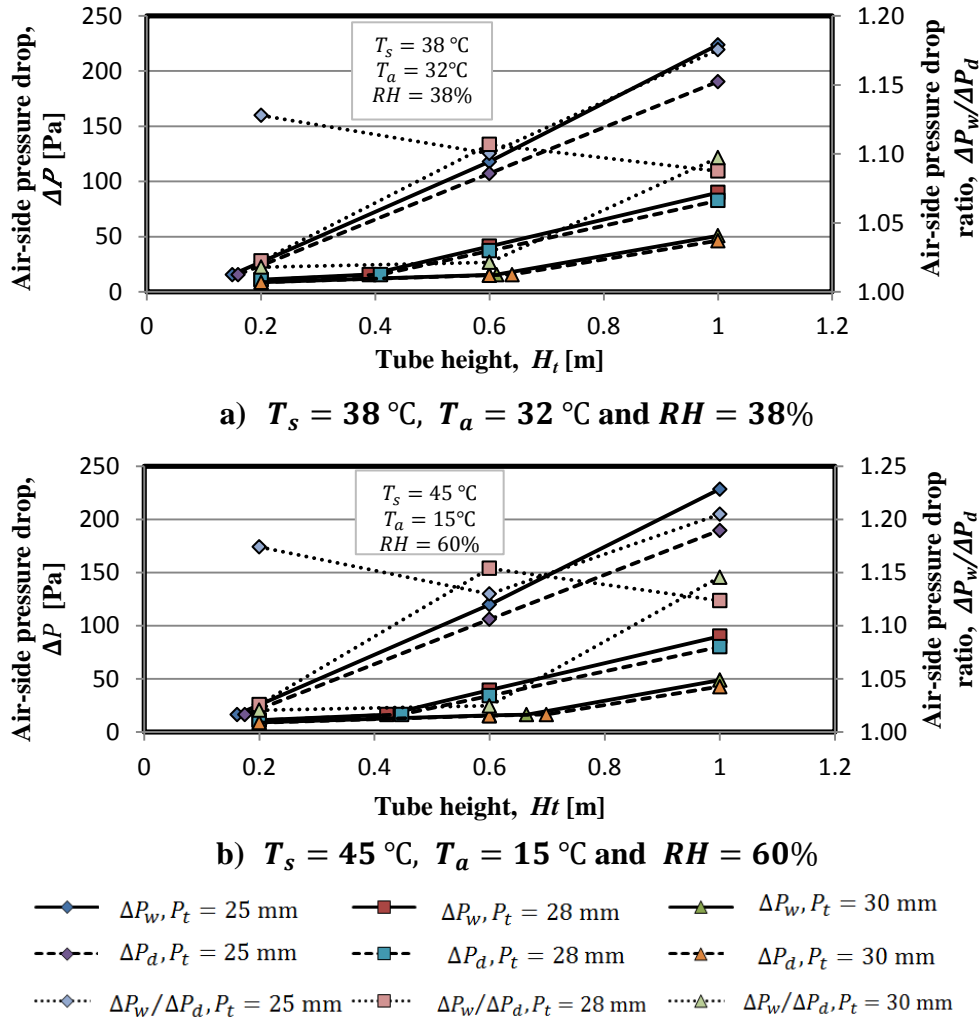 Air-side pressure drop, ΔP [Pa]
250
200
150
100
50
0
T_s = 38 ℃
T_a = 32℃
RH = 38%
1.20
1.15
1.10
1.05
1.00
Air-side pressure drop ratio, ΔP_w/ΔP_d
0 0.2 0.4 0.6 0.8 1 1.2
Tube height, H_t [m]
a) T_s = 38 ℃, T_a = 32 ℃ and RH = 38%
Air-side pressure drop, ΔP [Pa]
250
200
150
100
50
0
T_s = 45 ℃
T_a = 15℃
RH = 60%
1.25
1.20
1.15
1.10
1.05
1.00
Air-side pressure drop ratio, ΔP_w/ΔP_d
0 0.2 0.4 0.6 0.8 1 1.2
Tube height, Ht [m]
b) T_s = 45 ℃, T_a = 15 ℃ and RH = 60%
ΔP_w, P_t = 25 mm ΔP_w, P_t = 28 mm ΔP_w, P_t = 30 mm
ΔP_d, P_t = 25 mm ΔP_d, P_t = 28 mm ΔP_d, P_t = 30 mm
ΔP_w/ΔP_d, P_t = 25 mm ΔP_w/ΔP_d, P_t = 28 mm ΔP_w/ΔP_d, P_t = 30 mm